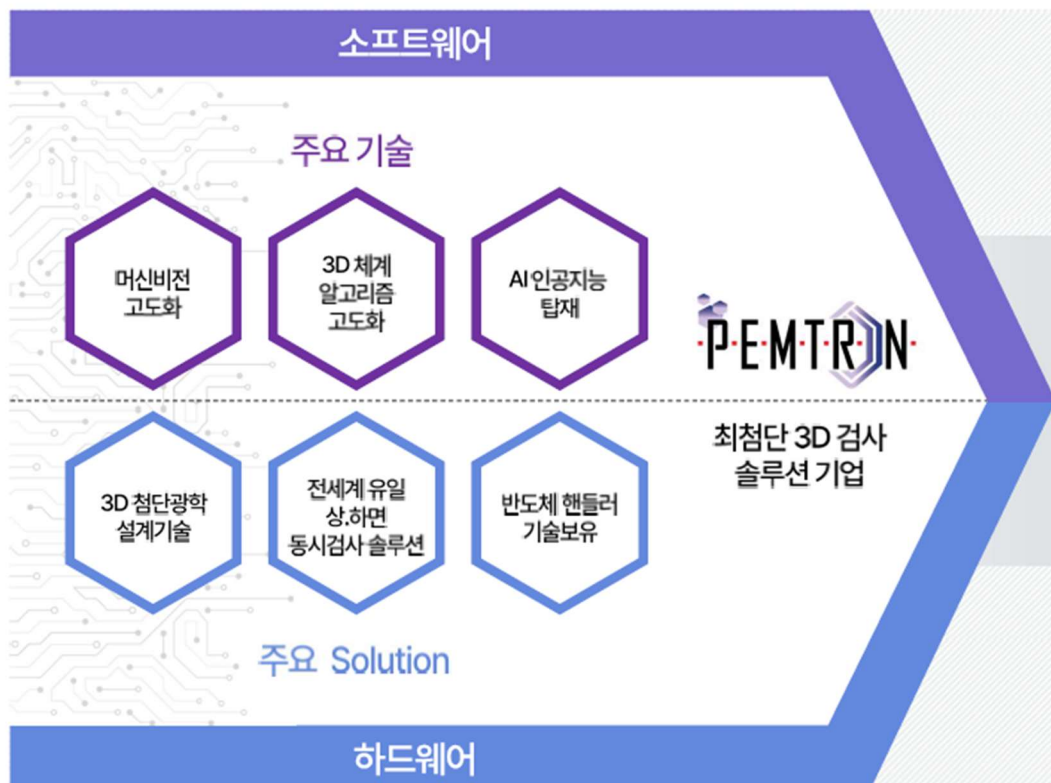 소프트웨어
주요 기술
머신비전
고도화
3D 체계
알고리즘
고도화
AI 인공지능
탑재
PEMTRON
최첨단 3D 검사
솔루션 기업
3D 첨단광학
설계기술
전세계 유일
상.하면
동시검사 솔루션
반도체 핸들러
기술보유
주요 Solution
하드웨어